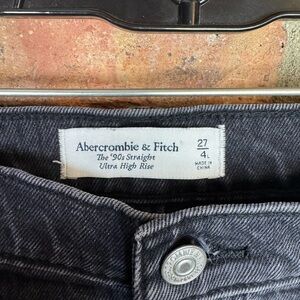 Abercrombie & Fitch
The '90s Straight
Ultra High Rise
27
4L
MADE IN
CHINA